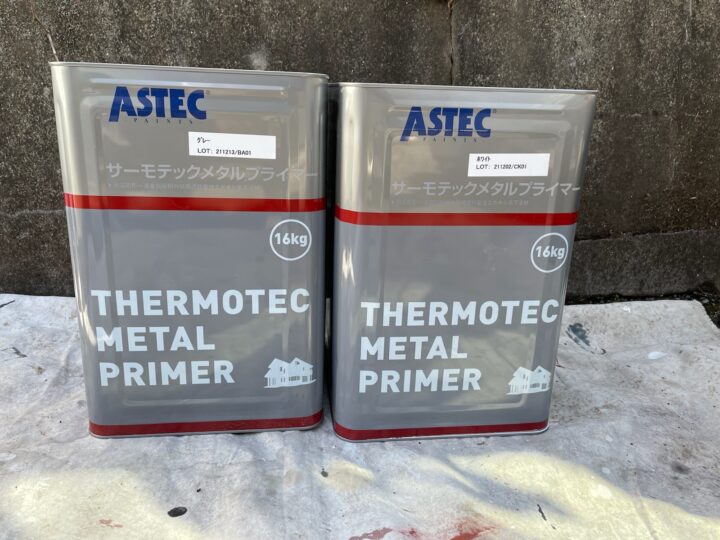 ASTEC
PAINTS
グレー
LOT: 211213/BA01
サーモテックメタルプライマー
16kg
THERMOTEC
METAL
PRIMER
ASTEC
PAINTS
ホワイト
LOT: 211202/CK01
サーモテックメタルプライマー
16kg
THERMOTEC
METAL
PRIMER